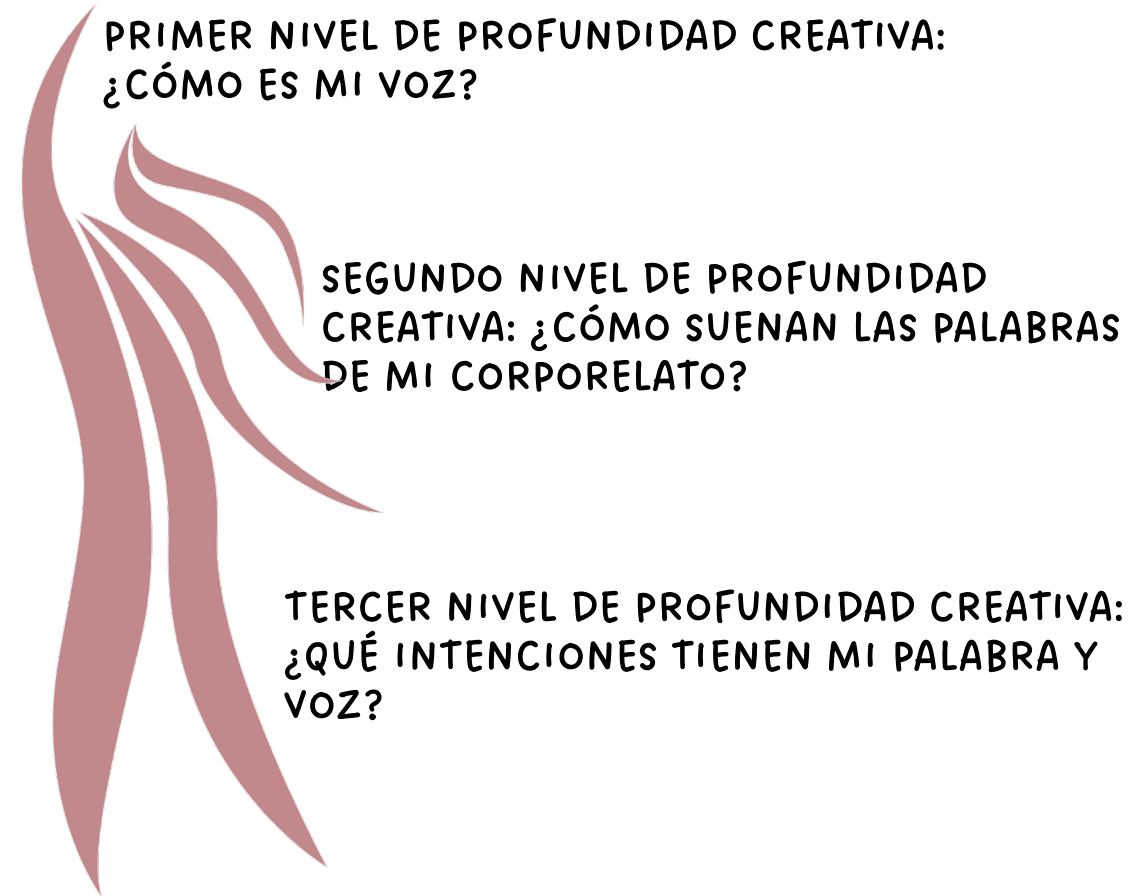 PRIMER NIVEL DE PROFUNDIDAD CREATIVA:
¿CÓMO ES MI VOZ?
SEGUNDO NIVEL DE PROFUNDIDAD
CREATIVA: ¿CÓMO SUENAN LAS PALABRAS
DE MI CORPORELATO?
TERCER NIVEL DE PROFUNDIDAD CREATIVA:
¿QUÉ INTENCIONES TIENEN MI PALABRA Y
VOZ?